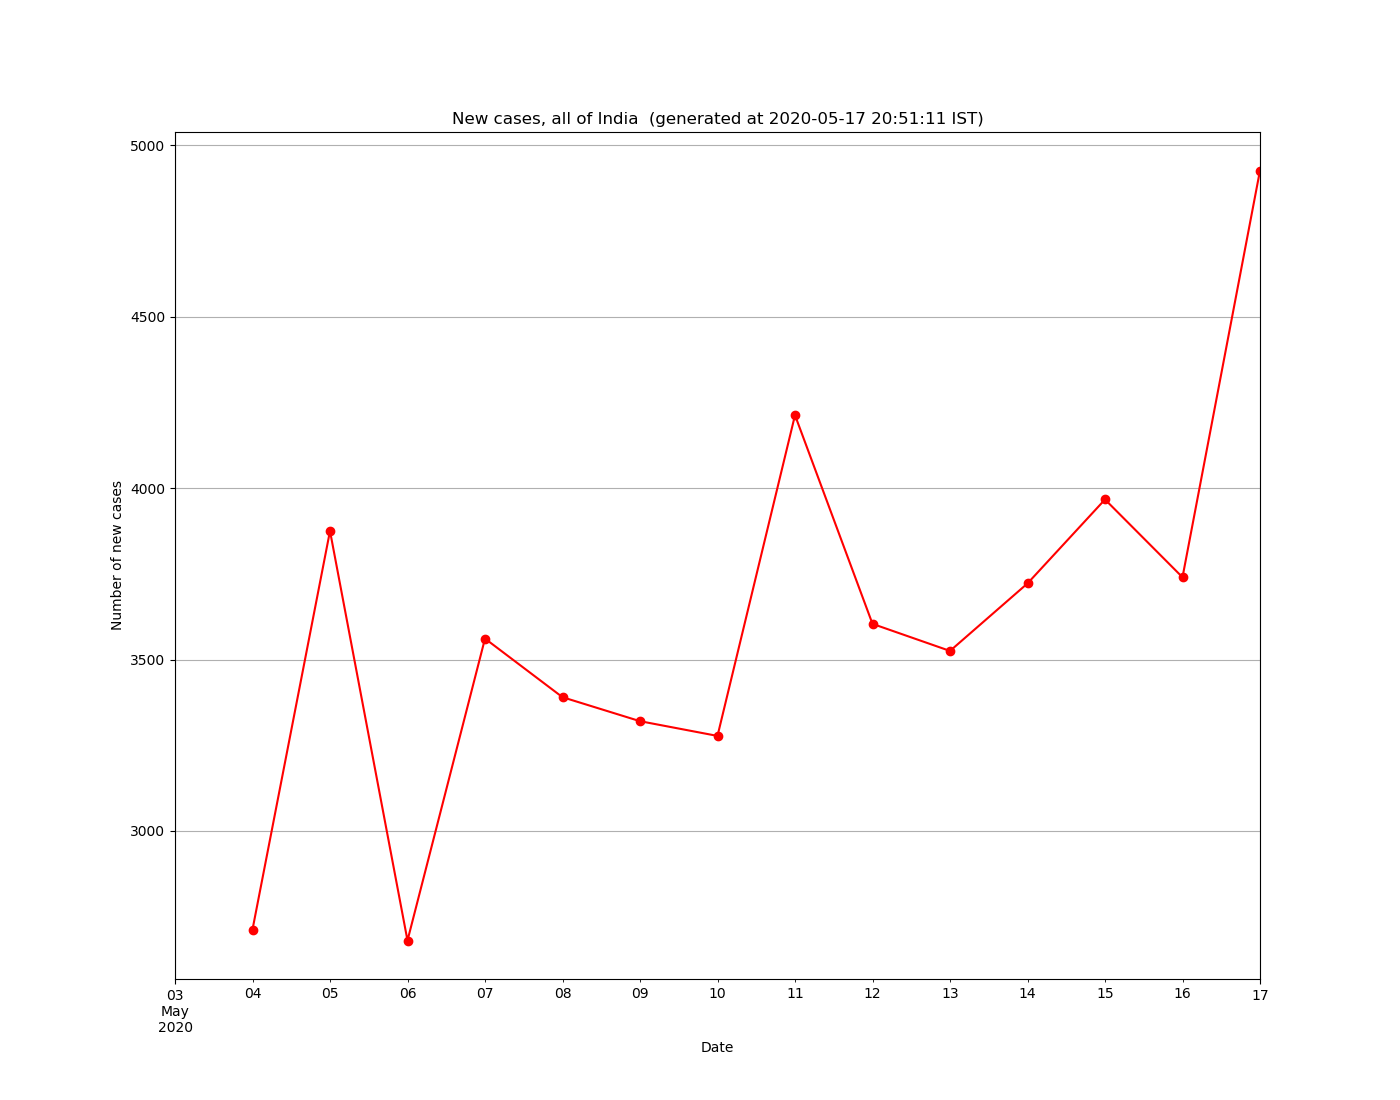 New cases, all of India  (generated at 2020-05-17 20:51:11 IST)
5000
4500
4000
3500
3000
Number of new cases
03 04 05 06 07 08 09 10 11 12 13 14 15 16 17
May
2020
Date